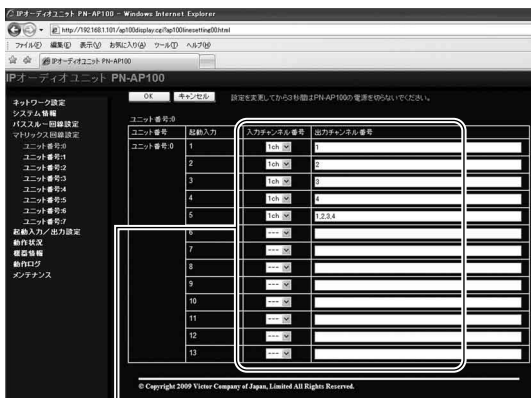 IPオーディオユニット PN-AP100 - Windows Internet Explorer
http://192.168.1.101/ap100display.cgi?ap100linesetting00.html
ファイル(F) 編集(E) 表示(V) お気に入り(A) ツール(T) ヘルプ(H)
IPオーディオユニット PN-AP100
IPオーディオユニット PN-AP100
OK キャンセル 設定を変更してから3秒間はPN-AP100の電源を切らないでください。
ネットワーク設定
システム情報
パススルー回線設定
マトリックス回線設定
ユニット番号:0
ユニット番号:1
ユニット番号:2
ユニット番号:3
ユニット番号:4
ユニット番号:5
ユニット番号:6
ユニット番号:7
起動入力/出力設定
動作状況
機器情報
動作ログ
メンテナンス
ユニット番号:0
ユニット番号 起動入力 入力チャンネル番号 出力チャンネル番号
ユニット番号:0 1 1ch 1
2 1ch 2
3 1ch 3
4 1ch 4
5 1ch 1,2,3,4
6 ---
7 ---
8 ---
9 ---
10 ---
11 ---
12 ---
13 ---
© Copyright 2009 Victor Company of Japan, Limited All Rights Reserved.